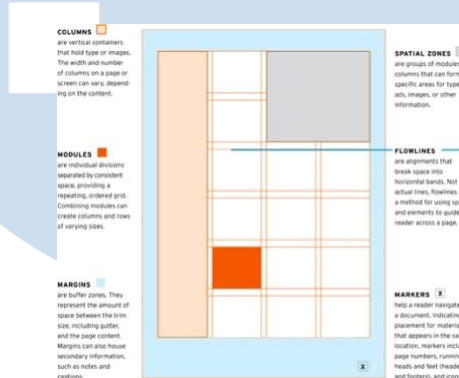 COLUMNS
are vertical containers
that hold type or images.
The width and number
of columns on a page or
screen can vary, depend-
ing on the content.
MODULES
are individual divisions
separated by consistent
space, providing a
repeating, ordered grid.
Combining modules can
create columns and rows
of varying sizes.
MARGINS
are buffer zones. They
represent the amount of
space between the trim
size, including gutter,
and the page content.
Margins can also house
secondary information,
such as notes and
captions.
X
SPATIAL ZONES
are groups of modules
columns that can form
specific areas for type
ads, images, or other
information.
FLOWLINES
are alignments that
break space into
horizontal bands. Not
actual lines, flowlines
a method for using
and elements to guide
reader across a page.
MARKERS X
help a reader navigate
a document. Indicating
placement for
that appears in the
location, markers
page numbers, running
heads and feet
and footers), and